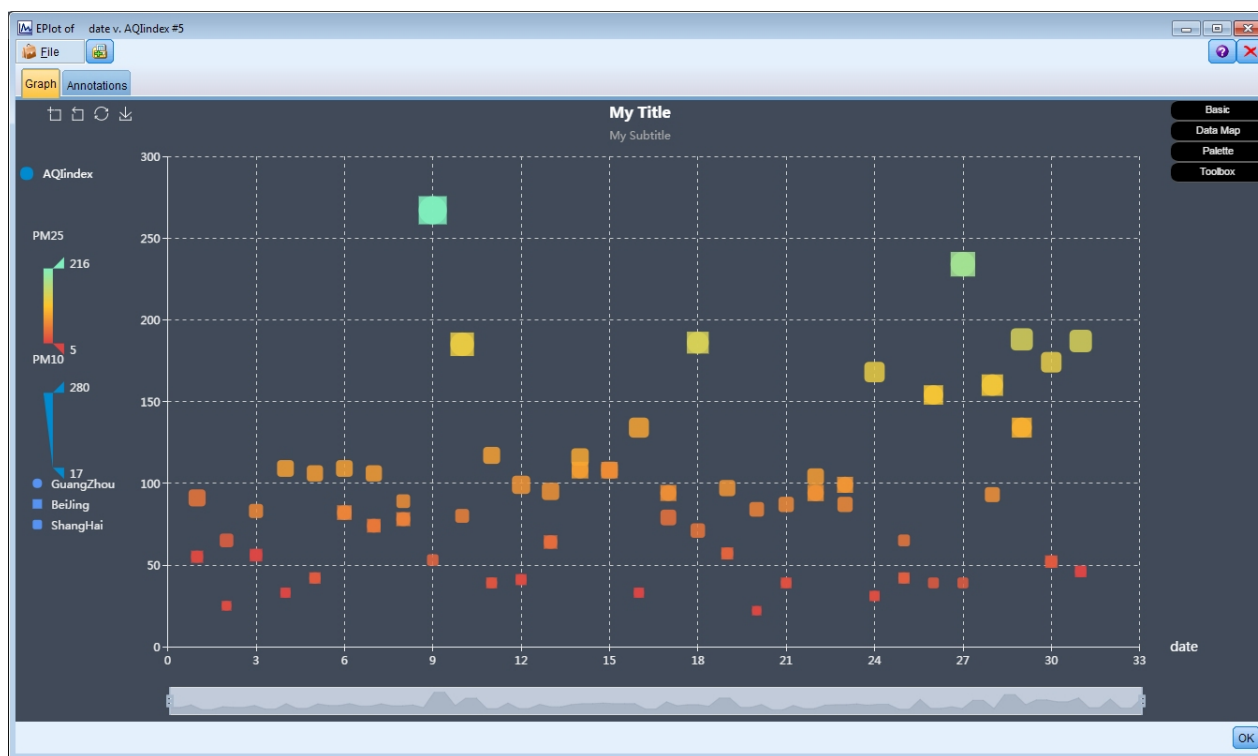 EPlot of date v. AQIindex #5
File
Graph Annotations
My Title
My Subtitle
Basic
Data Map
Palette
Toolbox
AQIindex
PM25
216
5
PM10
280
17
GuangZhou
BeiJing
ShangHai
300
250
200
150
100
50
0
0 3 6 9 12 15 18 21 24 27 30 33
date
OK